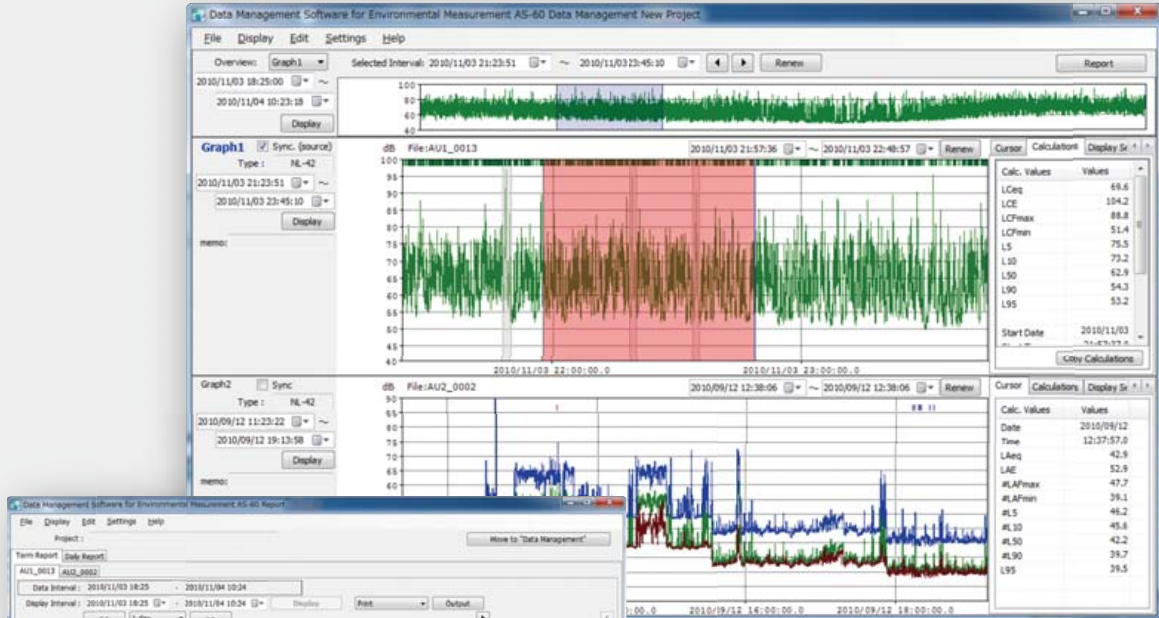 Data Management Software for Environmental Measurement AS-60 Data Management New Project
File Display Edit Settings Help
Overview: Graph1 Selected Interval: 2010/11/03 21:23:51 ~ 2010/11/03 23:45:10 Renew Report
2010/11/03 18:25:00 ~
2010/11/04 10:23:18
Display
100
80
60
40
Graph1 Sync. (source) dB File:AU1_0013 2010/11/03 21:57:36 ~ 2010/11/03 22:48:57 Renew Cursor Calculations Display Se
Type : NL-42
2010/11/03 21:23:51 ~
2010/11/03 23:45:10
Display
memo:
100
95
90
85
80
75
70
65
60
55
50
45
40
2010/11/03 22:00:00.0 2010/11/03 23:00:00.0
Calc. Values Values
LCeq 69.6
LCE 104.2
LCFmax 88.8
LCFmin 51.4
L5 75.5
L10 73.2
L50 62.9
L90 54.3
L95 53.2
Start Date 2010/11/03
21:57:37.0
Copy Calculations
Graph2 Sync dB File:AU2_0002 2010/09/12 12:38:06 ~ 2010/09/12 12:38:06 Renew Cursor Calculations Display Se
Type : NL-42
2010/09/12 11:23:22 ~
2010/09/12 19:13:58
Display
memo:
90
85
80
75
70
65
60
Calc. Values Values
Date 2010/09/12
Time 12:37:57.0
LAeq 42.9
LAE 52.9
#LAFmax 47.7
#LAFmin 39.1
#L5 46.2
#L10 45.6
#L50 42.2
#L90 39.7
L95 39.5
:00.0 2010/09/12 16:00:00.0 2010/09/12 18:00:00.0
Data Management Software for Environmental Measurement AS-60 Report
File Display Edit Settings Help
Project : Move to "Data Management"
Term Report Daily Report
AU1_0013 AU2_0002
Data Interval : 2010/11/03 18:25 - 2010/11/04 10:24
Display Interval : 2010/11/03 18:25 - 2010/11/04 10:24 Display Print Output